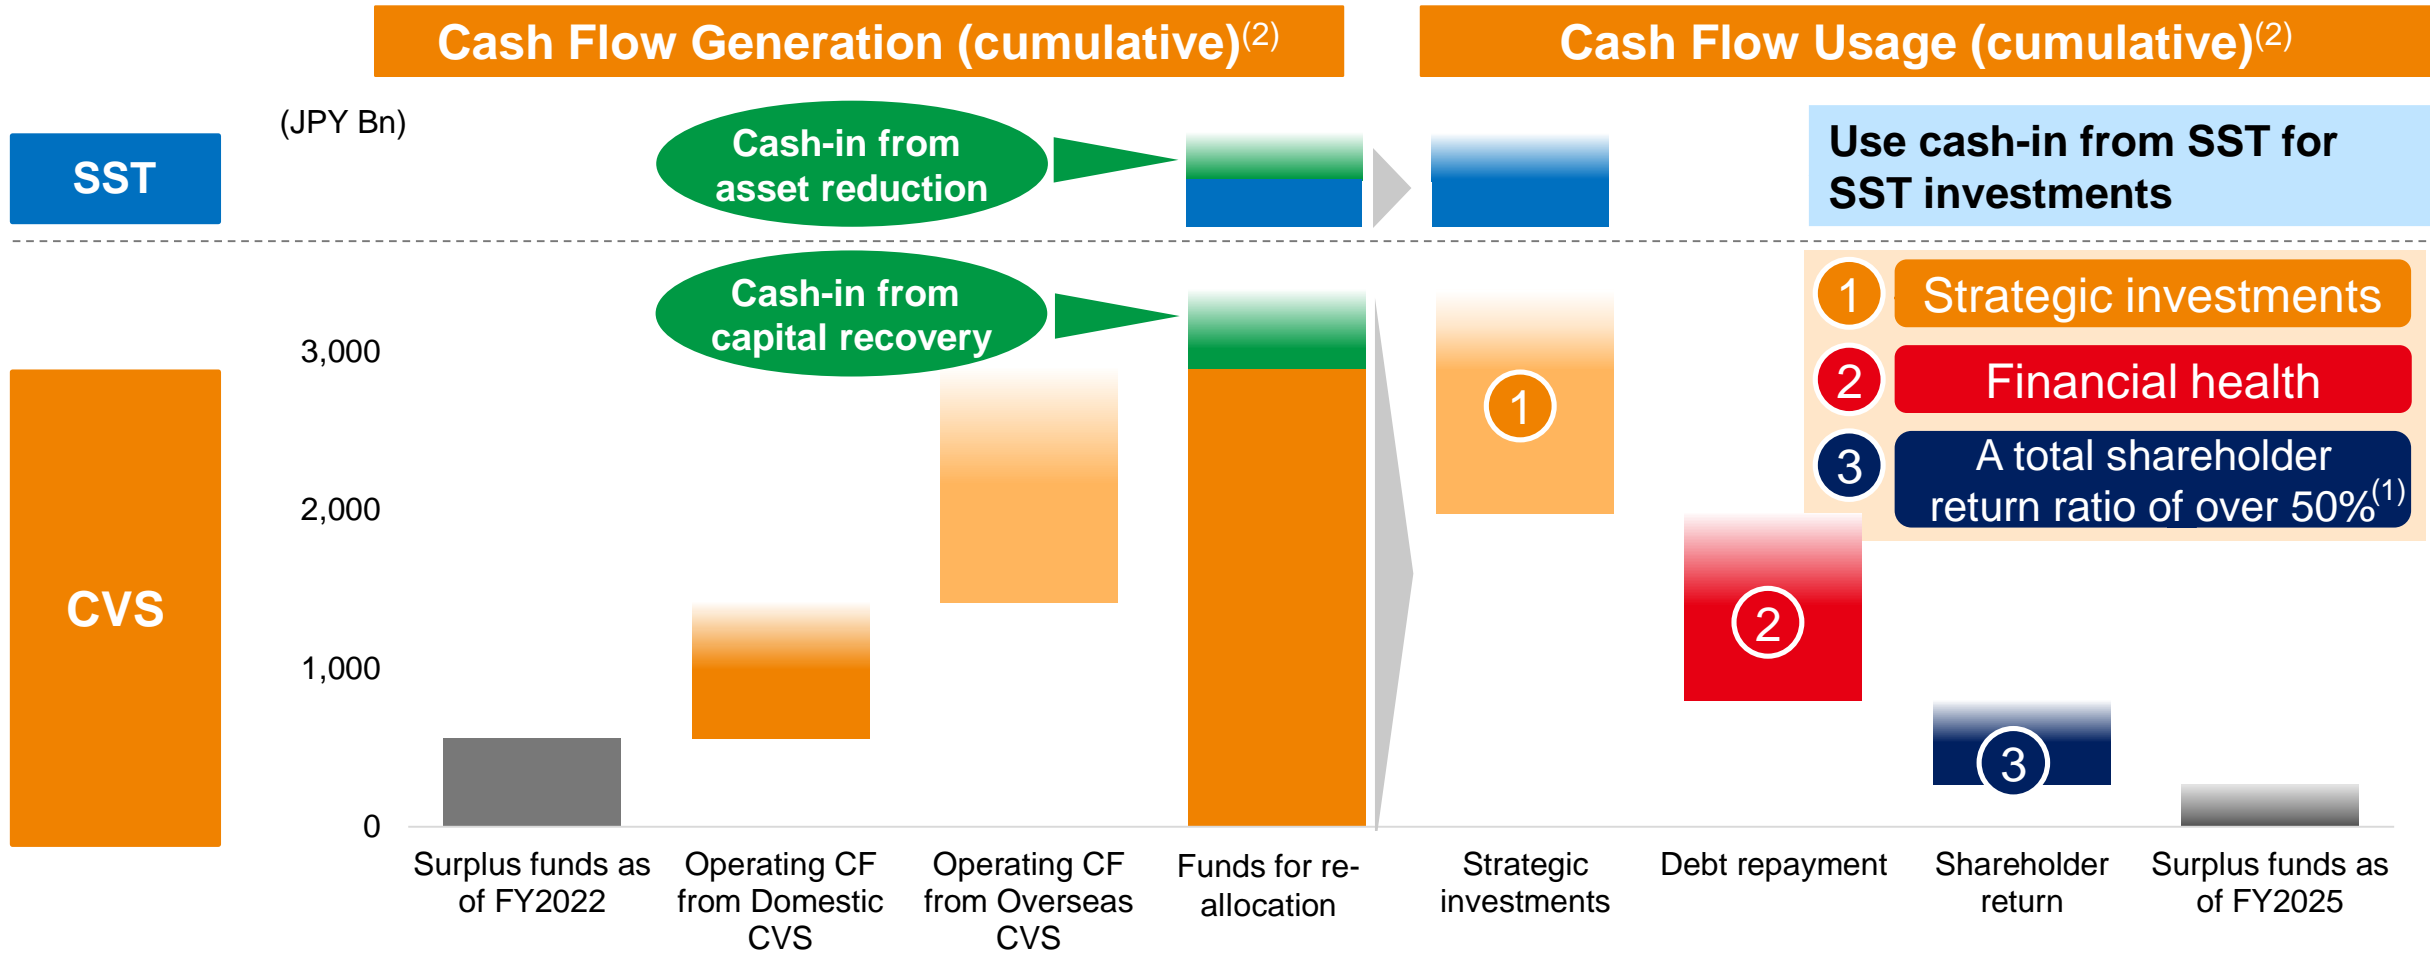 Cash Flow Generation (cumulative)(2)
Cash Flow Usage (cumulative)(2)
(JPY Bn)
SST
Cash-in from
asset reduction
Use cash-in from SST for
SST investments
CVS
Cash-in from
capital recovery
3,000
2,000
1,000
0
1
2
3
1 Strategic investments
2 Financial health
3 A total shareholder
return ratio of over 50%(1)
Surplus funds as
of FY2022
Operating CF
from Domestic
CVS
Operating CF
from Overseas
CVS
Funds for re-
allocation
Strategic
investments
Debt repayment
Shareholder
return
Surplus funds as
of FY2025